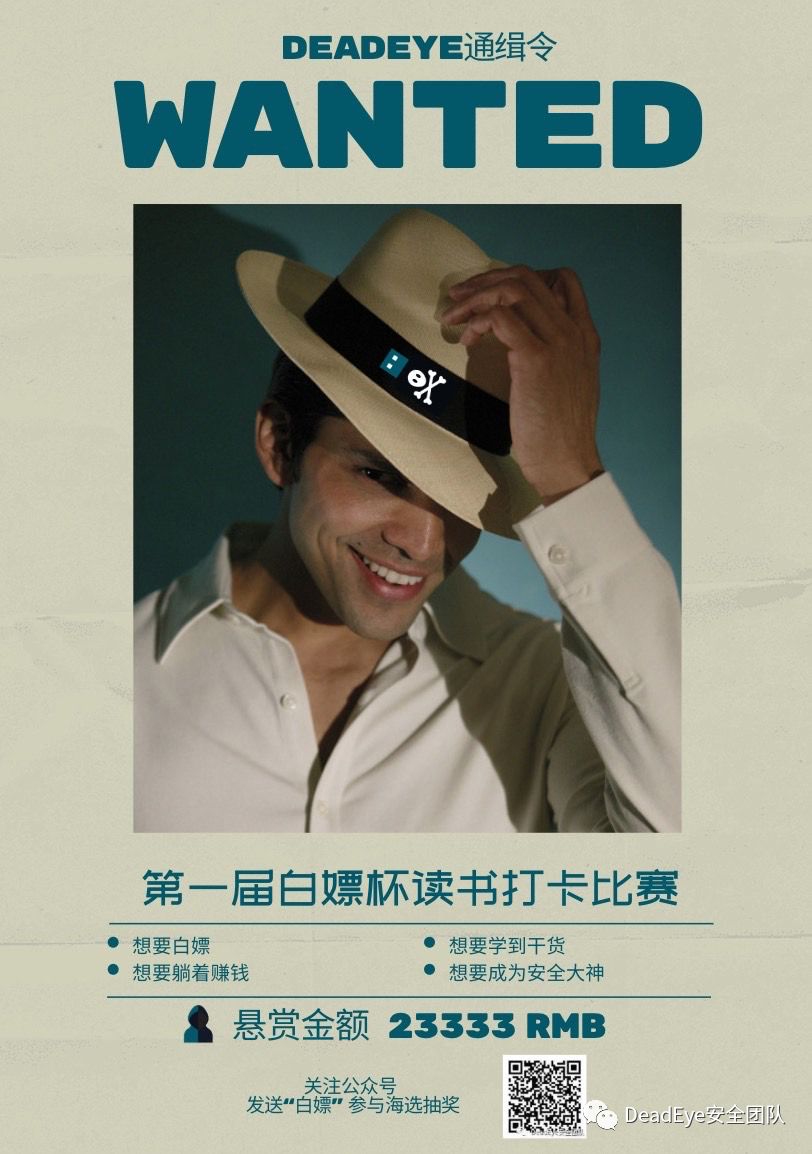 DEADEYE通缉令
WANTED
第一届白嫖杯读书打卡比赛
想要白嫖
想要学到干货
想要躺着赚钱
想要成为安全大神
悬赏金额 23333 RMB
关注公众号
发送“白嫖” 参与海选抽奖
DeadEye安全团队